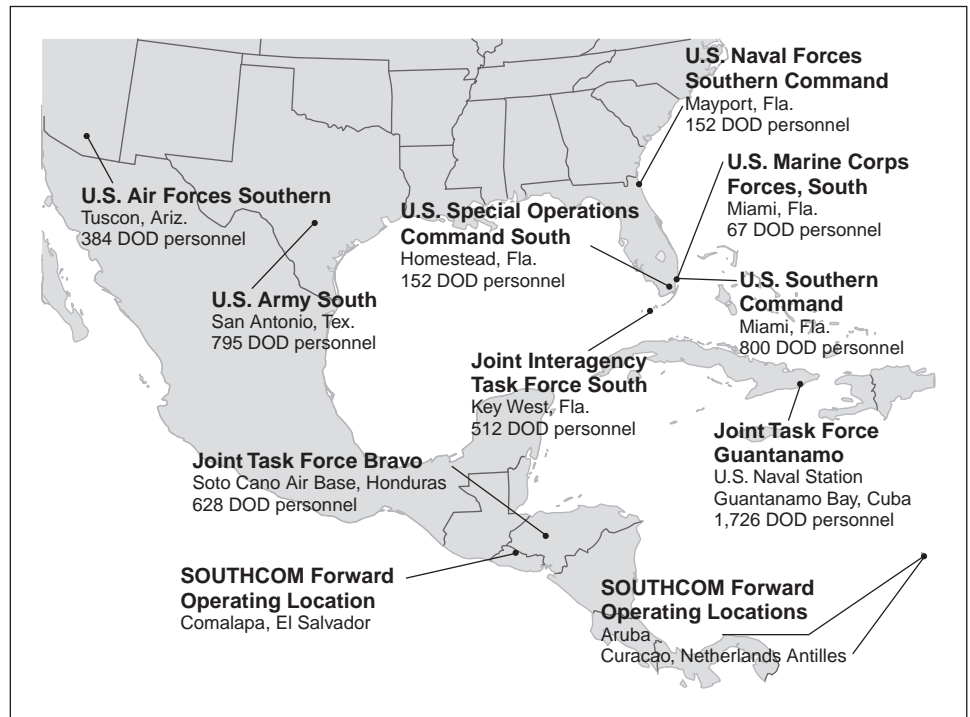 U.S. Naval Forces
Southern Command
Mayport, Fla.
152 DOD personnel
U.S. Marine Corps
Forces, South
Miami, Fla.
67 DOD personnel
U.S. Air Forces Southern
Tuscon, Ariz.
384 DOD personnel
U.S. Special Operations
Command South
Homestead, Fla.
152 DOD personnel
U.S. Southern
Command
Miami, Fla.
800 DOD personnel
U.S. Army South
San Antonio, Tex.
795 DOD personnel
Joint Interagency
Task Force South
Key West, Fla.
512 DOD personnel
Joint Task Force
Guantanamo
U.S. Naval Station
Guantanamo Bay, Cuba
1,726 DOD personnel
Joint Task Force Bravo
Soto Cano Air Base, Honduras
628 DOD personnel
SOUTHCOM Forward
Operating Location
Comalapa, El Salvador
SOUTHCOM Forward
Operating Locations
Aruba
Curacao, Netherlands Antilles